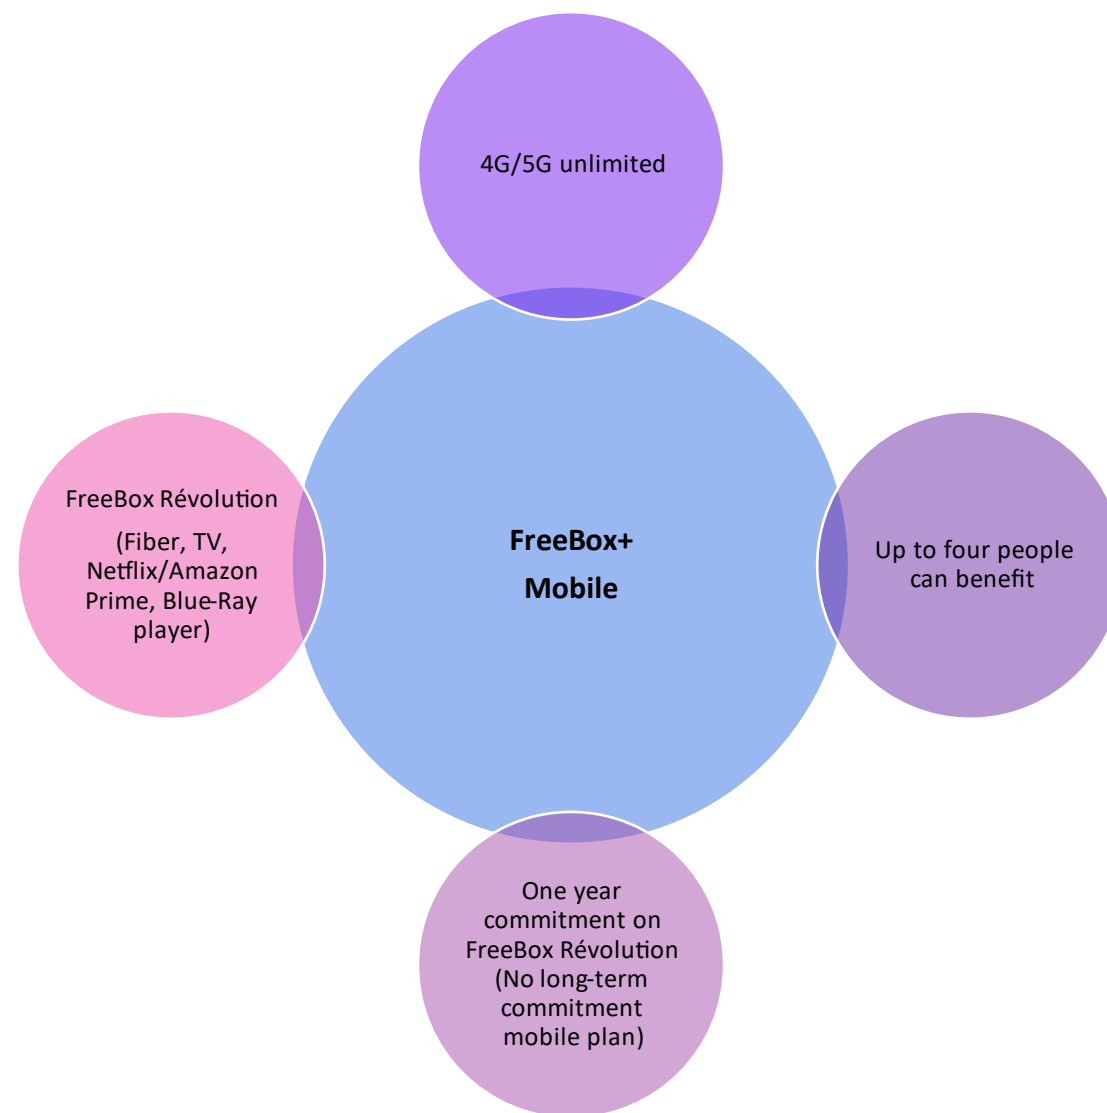 4G/5G unlimited
FreeBox Révolution
(Fiber, TV,
Netflix/Amazon
Prime, Blue-Ray
player)
FreeBox+
Mobile
Up to four people
can benefit
One year
commitment on
FreeBox Révolution
(No long-term
commitment
mobile plan)